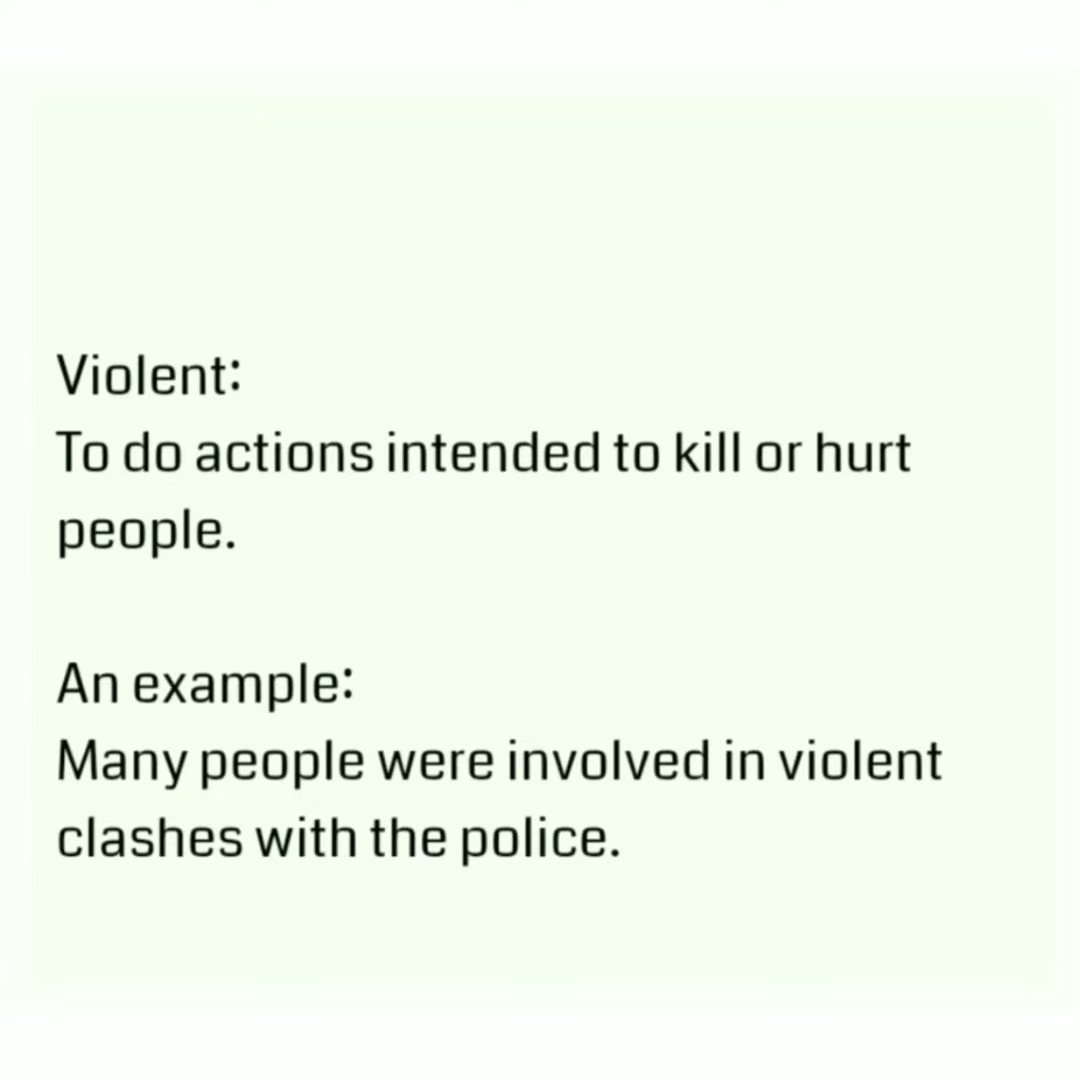 Violent:
To do actions intended to kill or hurt
people.
An example:
Many people were involved in violent
clashes with the police.